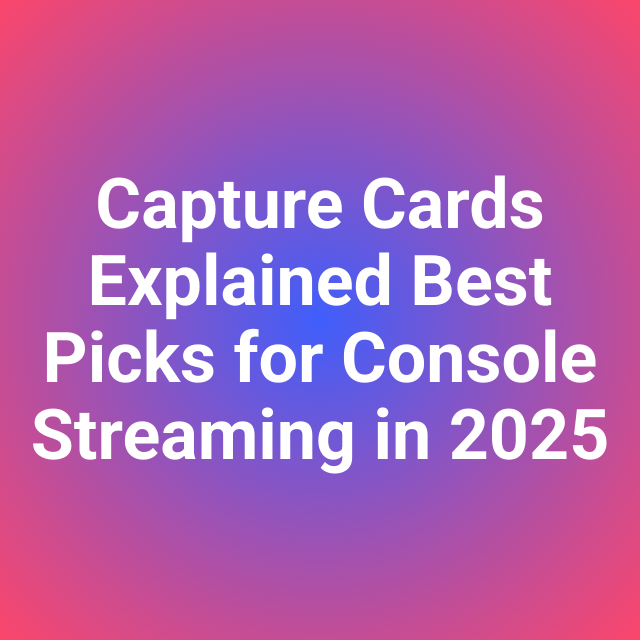 Capture Cards
Explained Best
Picks for Console
Streaming in 2025